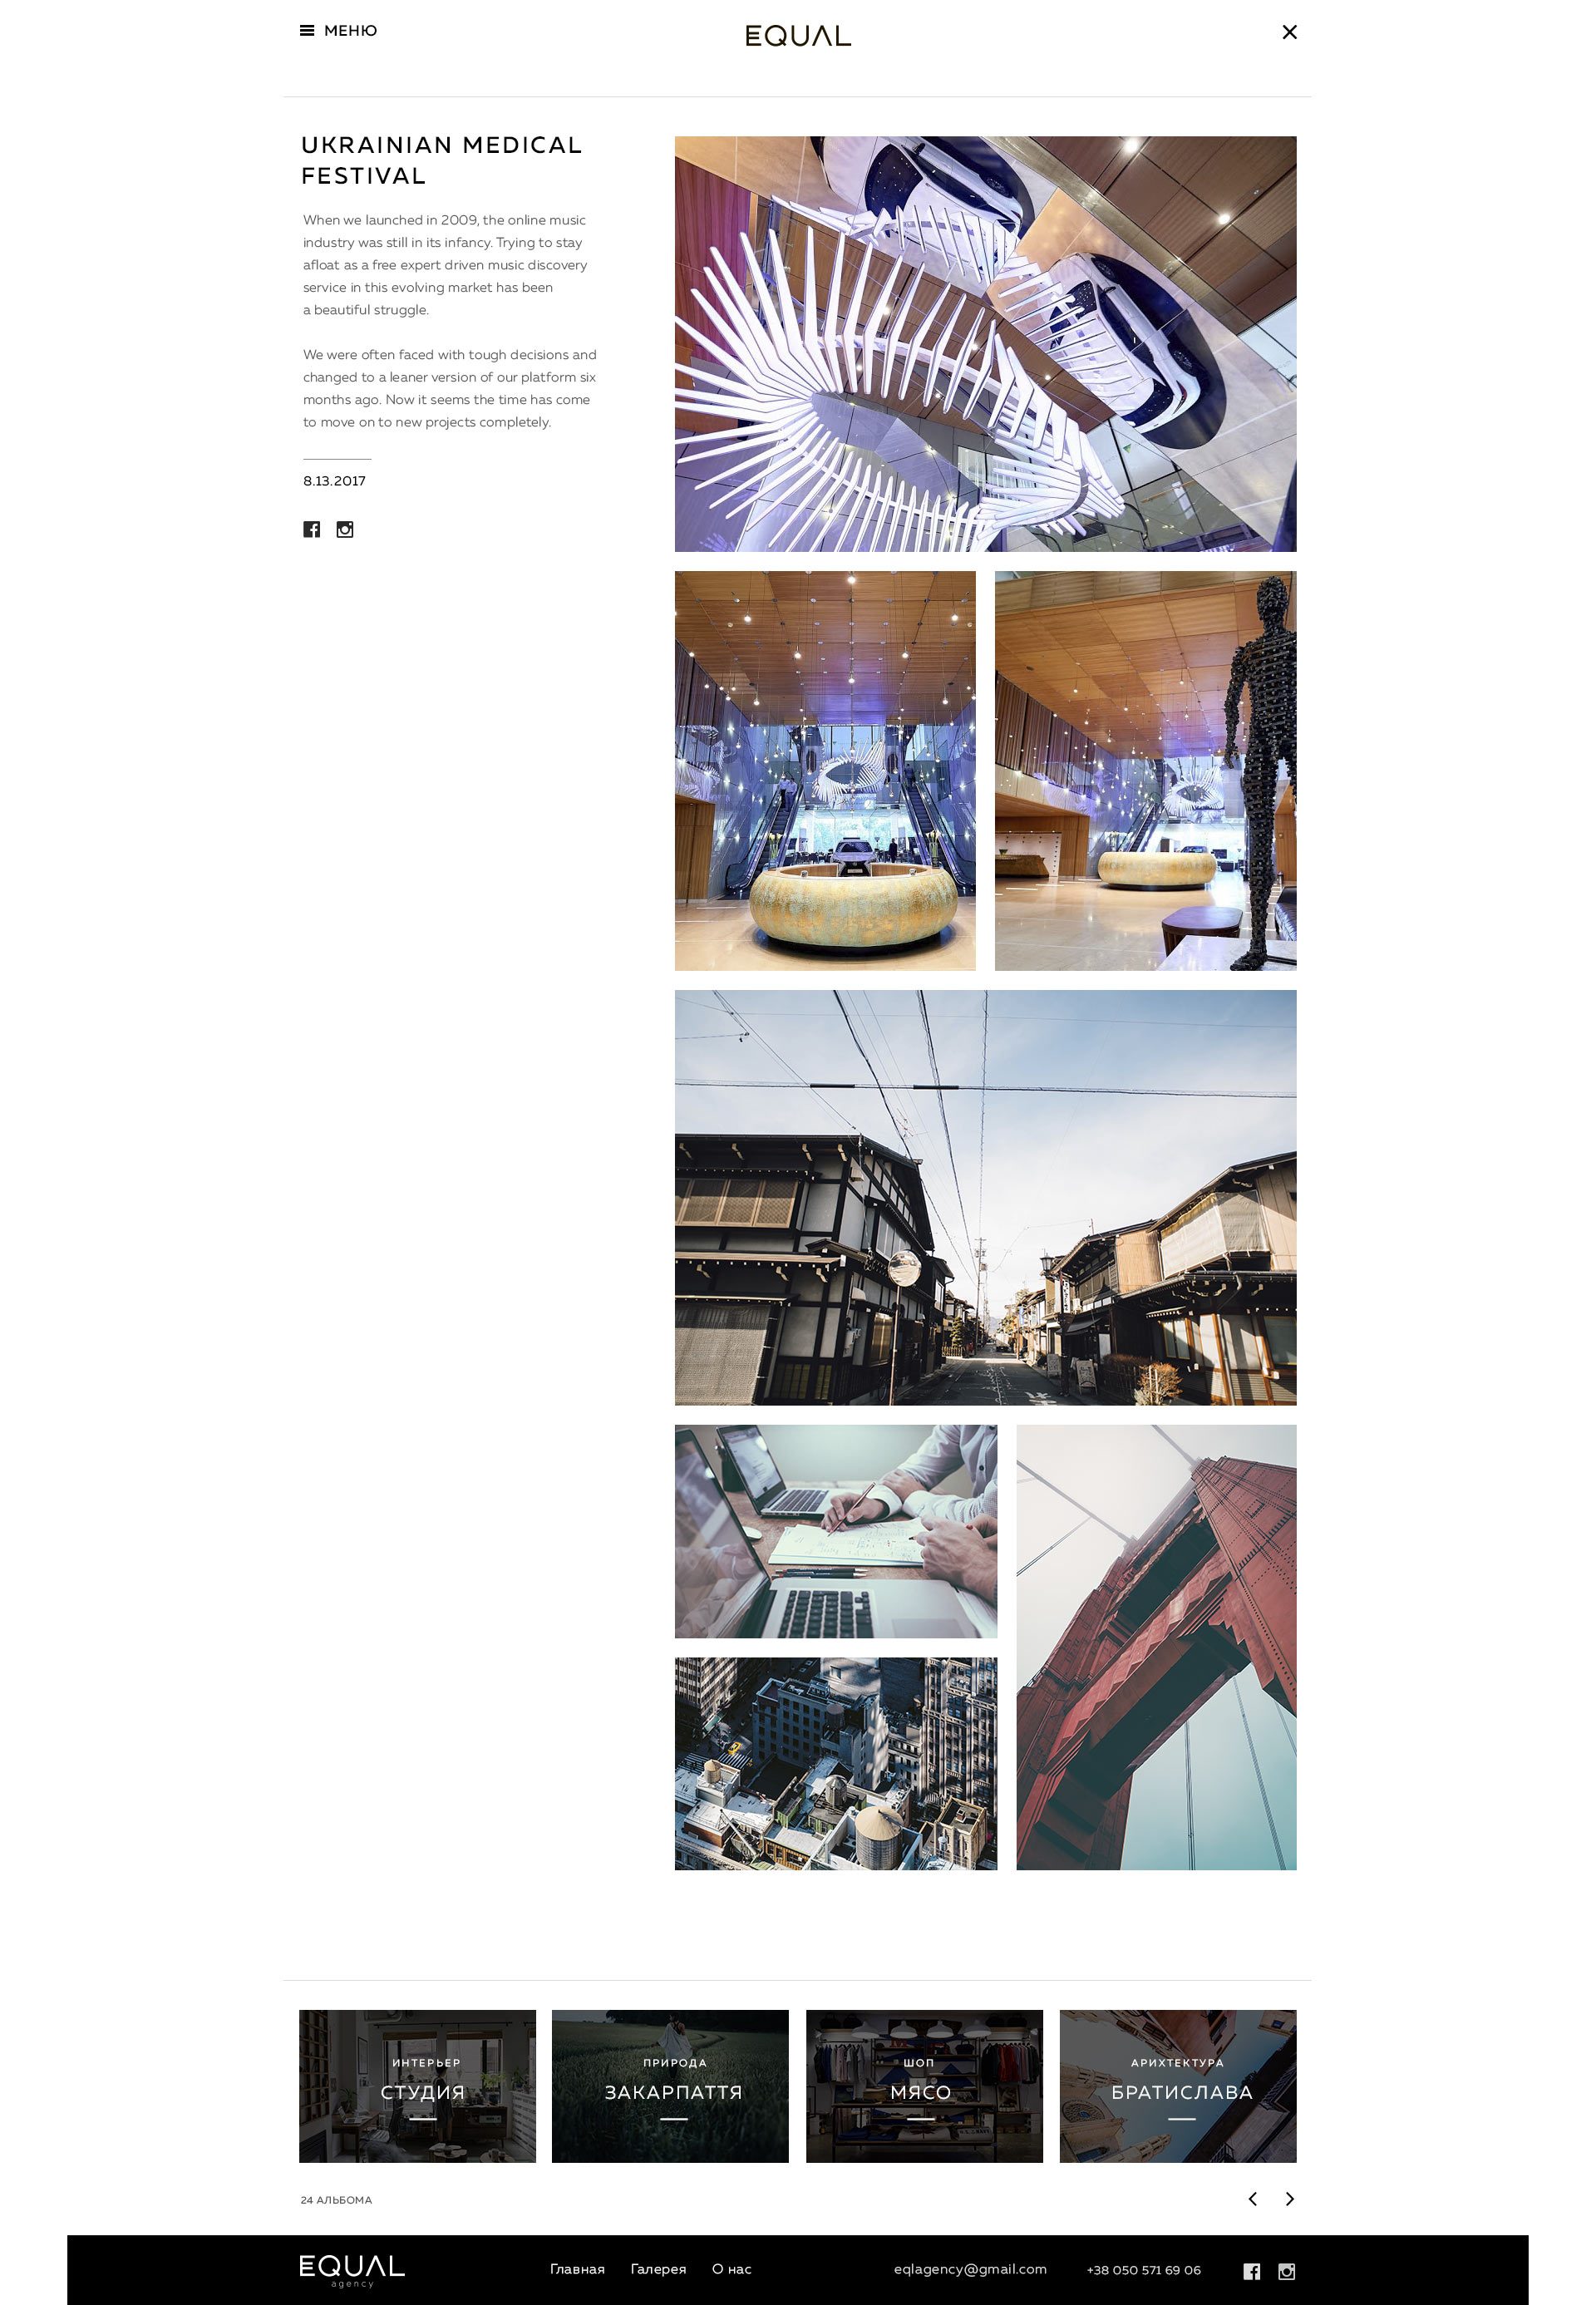 МЕНЮ
EQUAL
UKRAINIAN MEDICAL
FESTIVAL
When we launched in 2009, the online music
industry was still in its infancy. Trying to stay
afloat as a free expert driven music discovery
service in this evolving market has been
a beautiful struggle.
We were often faced with tough decisions and
changed to a leaner version of our platform six
months ago. Now it seems the time has come
to move on to new projects completely.
8.13.2017
ИНТЕРЬЕР
СТУДИЯ
ПРИРОДА
ЗАКАРПАТТЯ
ШОП
МЯСО
АРИХТЕКТУРА
БРАТИСЛАВА
24 АЛЬБОМА
EQUAL
agency
Главная Галерея О нас
eqlagency@gmail.com
+38 050 571 69 06